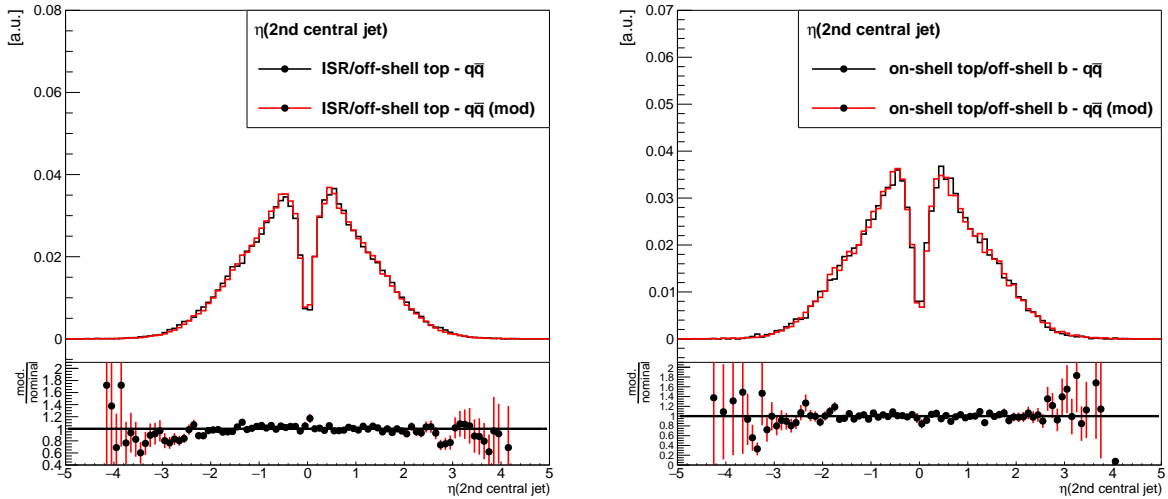 [a.u.]
0.08
0.06
0.04
0.02
0
η(2nd central jet)
ISR/off-shell top - qq̅
ISR/off-shell top - qq̅ (mod)
mod.
nominal
2
1.8
1.6
1.4
1.2
1
0.8
0.6
0.4
−5 −4 −3 −2 −1 0 1 2 3 4 5
η(2nd central jet)
[a.u.]
0.07
0.06
0.05
0.04
0.03
0.02
0.01
0
η(2nd central jet)
on-shell top/off-shell b - qq̅
on-shell top/off-shell b - qq̅ (mod)
mod.
nominal
2
1.8
1.6
1.4
1.2
1
0.8
0.6
0.4
0.2
0
−5 −4 −3 −2 −1 0 1 2 3 4 5
η(2nd central jet)